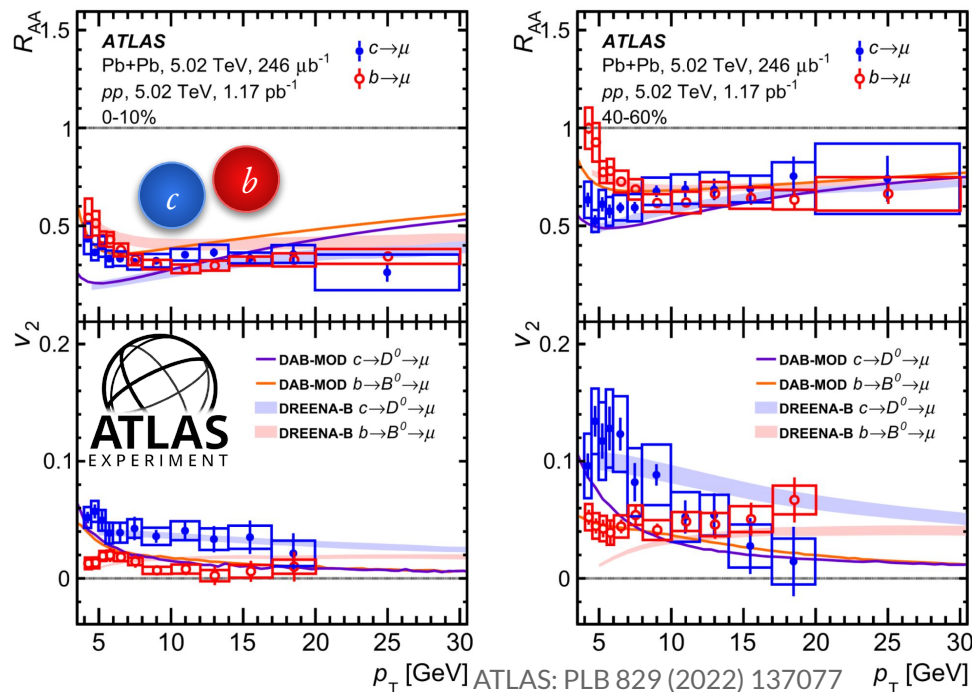 R_AA
1.5
1
0.5
ATLAS
Pb+Pb, 5.02 TeV, 246 μb⁻¹
pp, 5.02 TeV, 1.17 pb⁻¹
0-10%
c→μ
b→μ
c
b
R_AA
1.5
1
0.5
ATLAS
Pb+Pb, 5.02 TeV, 246 μb⁻¹
pp, 5.02 TeV, 1.17 pb⁻¹
40-60%
c→μ
b→μ
v₂
0.2
0.1
0
ATLAS
EXPERIMENT
DAB-MOD c→D⁰→μ
DAB-MOD b→B⁰→μ
DREENA-B c→D⁰→μ
DREENA-B b→B⁰→μ
5 10 15 20 25 30
p_T [GeV]
v₂
0.2
0.1
0
DAB-MOD c→D⁰→μ
DAB-MOD b→B⁰→μ
DREENA-B c→D⁰→μ
DREENA-B b→B⁰→μ
5 10 15 20 25 30
p_T [GeV]
ATLAS: PLB 829 (2022) 137077